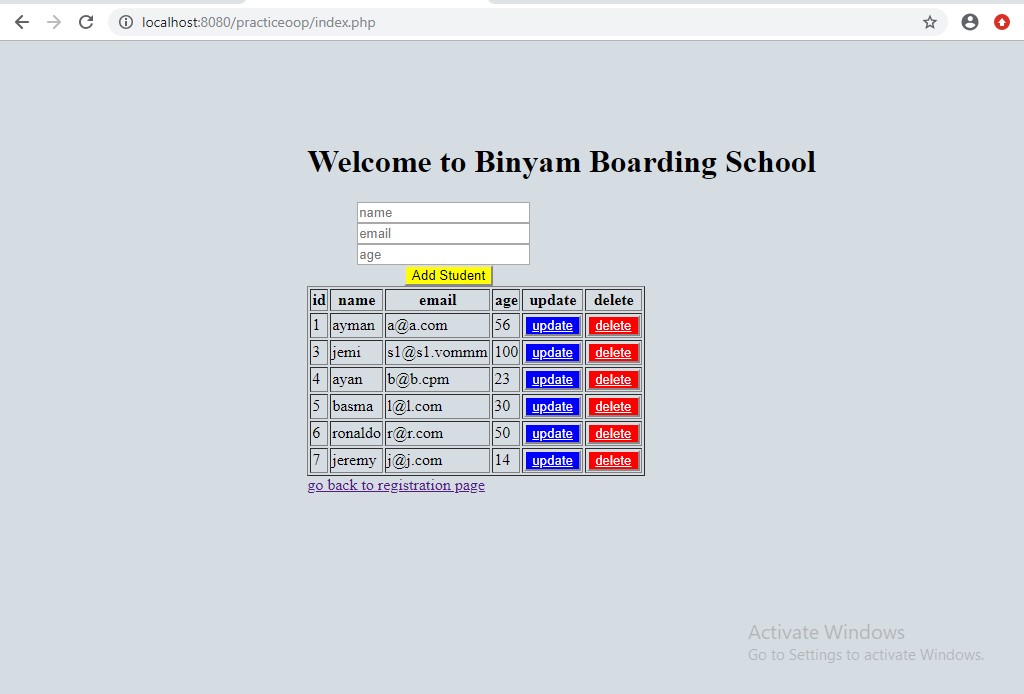 localhost:8080/practiceoop/index.php
Welcome to Binyam Boarding School
name
email
age
Add Student
id name email age update delete
1 ayman a@a.com 56 update delete
3 jemi s1@s1.vommm 100 update delete
4 ayan b@b.cpm 23 update delete
5 basma l@l.com 30 update delete
6 ronaldo r@r.com 50 update delete
7 jeremy j@j.com 14 update delete
go back to registration page
Activate Windows
Go to Settings to activate Windows.